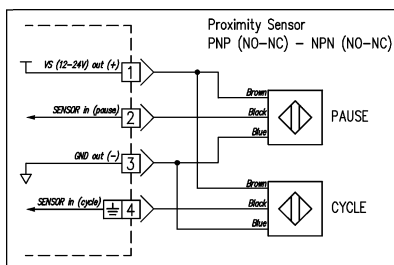 Proximity Sensor
PNP (NO-NC) - NPN (NO-NC)
VS (12-24V) out (+)
1
Brown
SENSOR in (pause)
2
Black
PAUSE
Blue
GND out (-)
3
Brown
SENSOR in (cycle)
4
Black
CYCLE
Blue